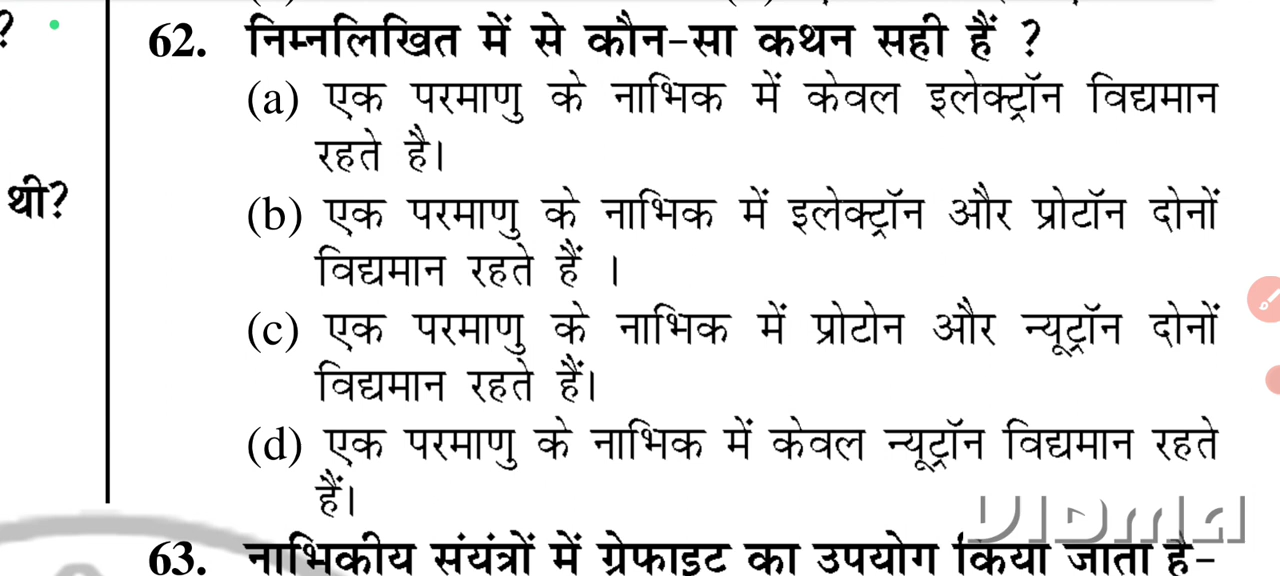 ?
62. निम्नलिखित में से कौन-सा कथन सही हैं ?
(a) एक परमाणु के नाभिक में केवल इलेक्ट्रॉन विद्यमान
रहते है।
थी?
(b) एक परमाणु के नाभिक में इलेक्ट्रॉन और प्रोटॉन दोनों
विद्यमान रहते हैं ।
(c) एक परमाणु के नाभिक में प्रोटोन और न्यूट्रॉन दोनों
विद्यमान रहते हैं।
(d) एक परमाणु के नाभिक में केवल न्यूट्रॉन विद्यमान रहते
हैं।
VIDMA
63. नाभिकीय संयंत्रों में ग्रेफाइट का उपयोग किया जाता है-